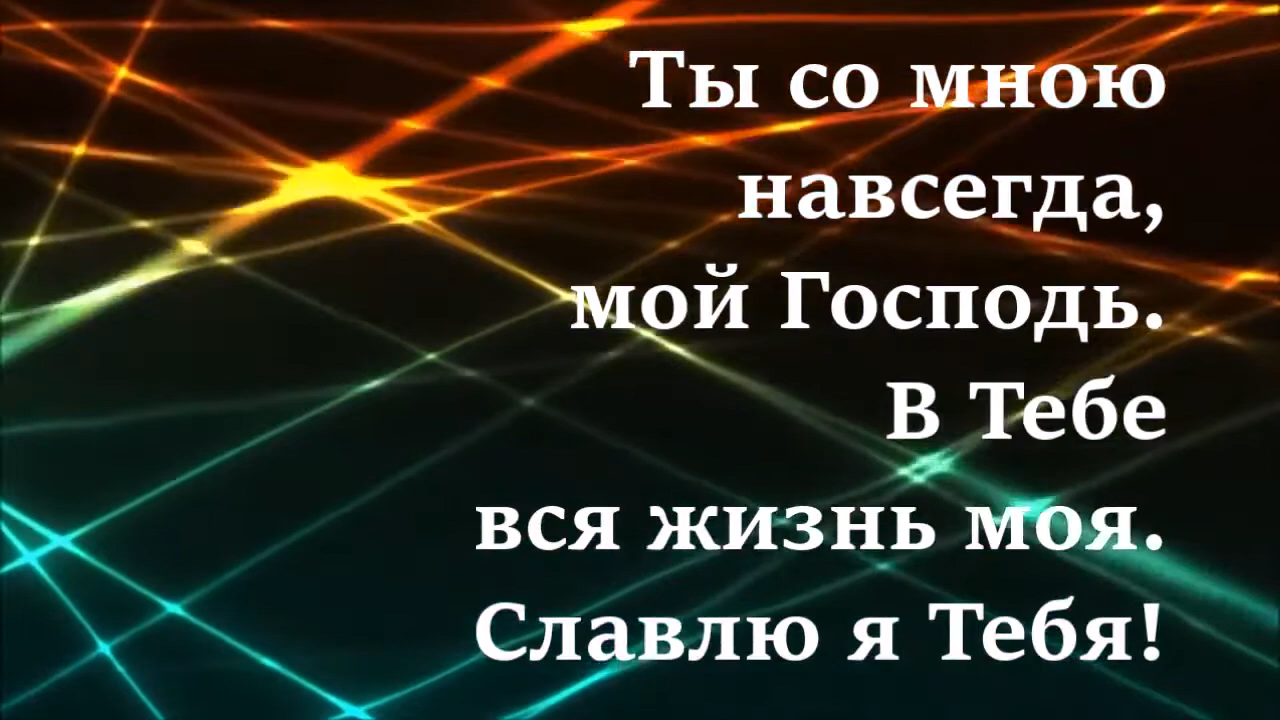 Ты со мною
навсегда,
мой Господь.
В Тебе
вся жизнь моя.
Славлю я Тебя!